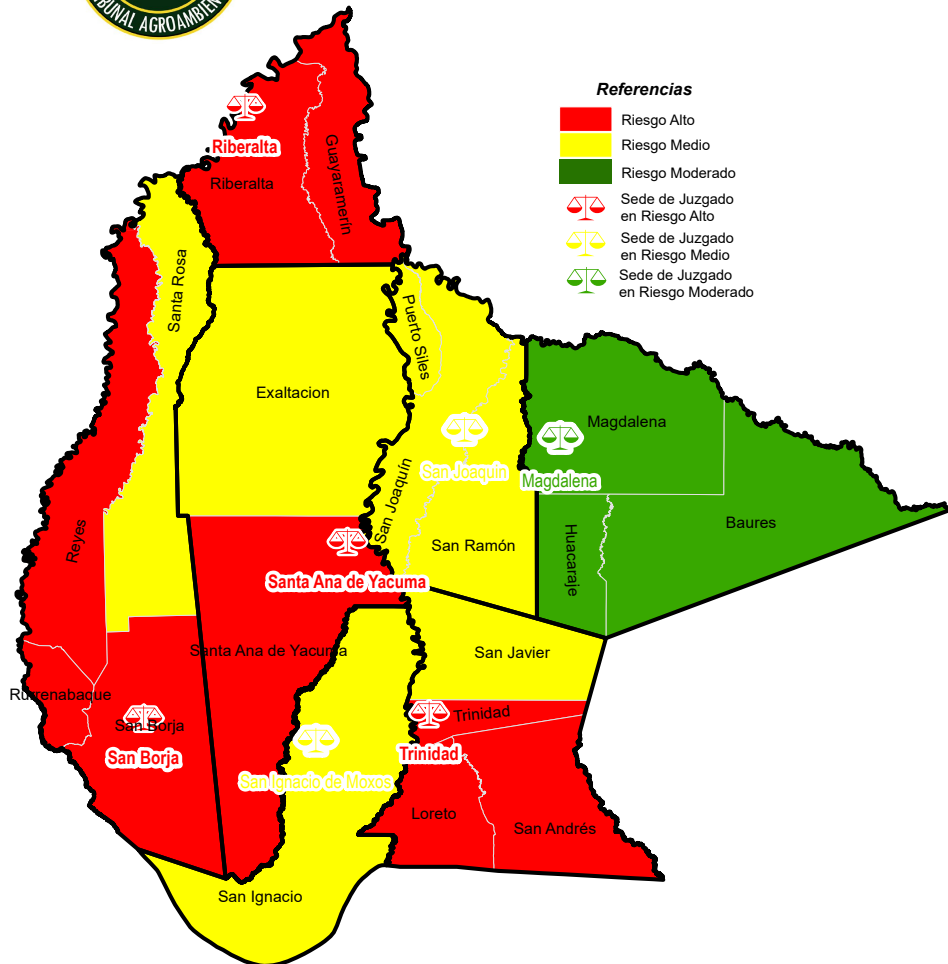 TRIBUNAL AGROAMBIENTAL
Referencias
Riesgo Alto
Riesgo Medio
Riesgo Moderado
Sede de Juzgado
en Riesgo Alto
Sede de Juzgado
en Riesgo Medio
Sede de Juzgado
en Riesgo Moderado
Riberalta
Riberalta
Guayaramerín
Santa Rosa
Puerto Siles
Exaltacion
Magdalena
San Joaquín
Magdalena
San Joaquín
Reyes
San Ramón
Huacaraje
Baures
Santa Ana de Yacuma
Santa Ana de Yacuma
San Javier
Rurrenabaque
San Borja
San Borja
Trinidad
Trinidad
San Ignacio de Moxos
Loreto
San Andrés
San Ignacio